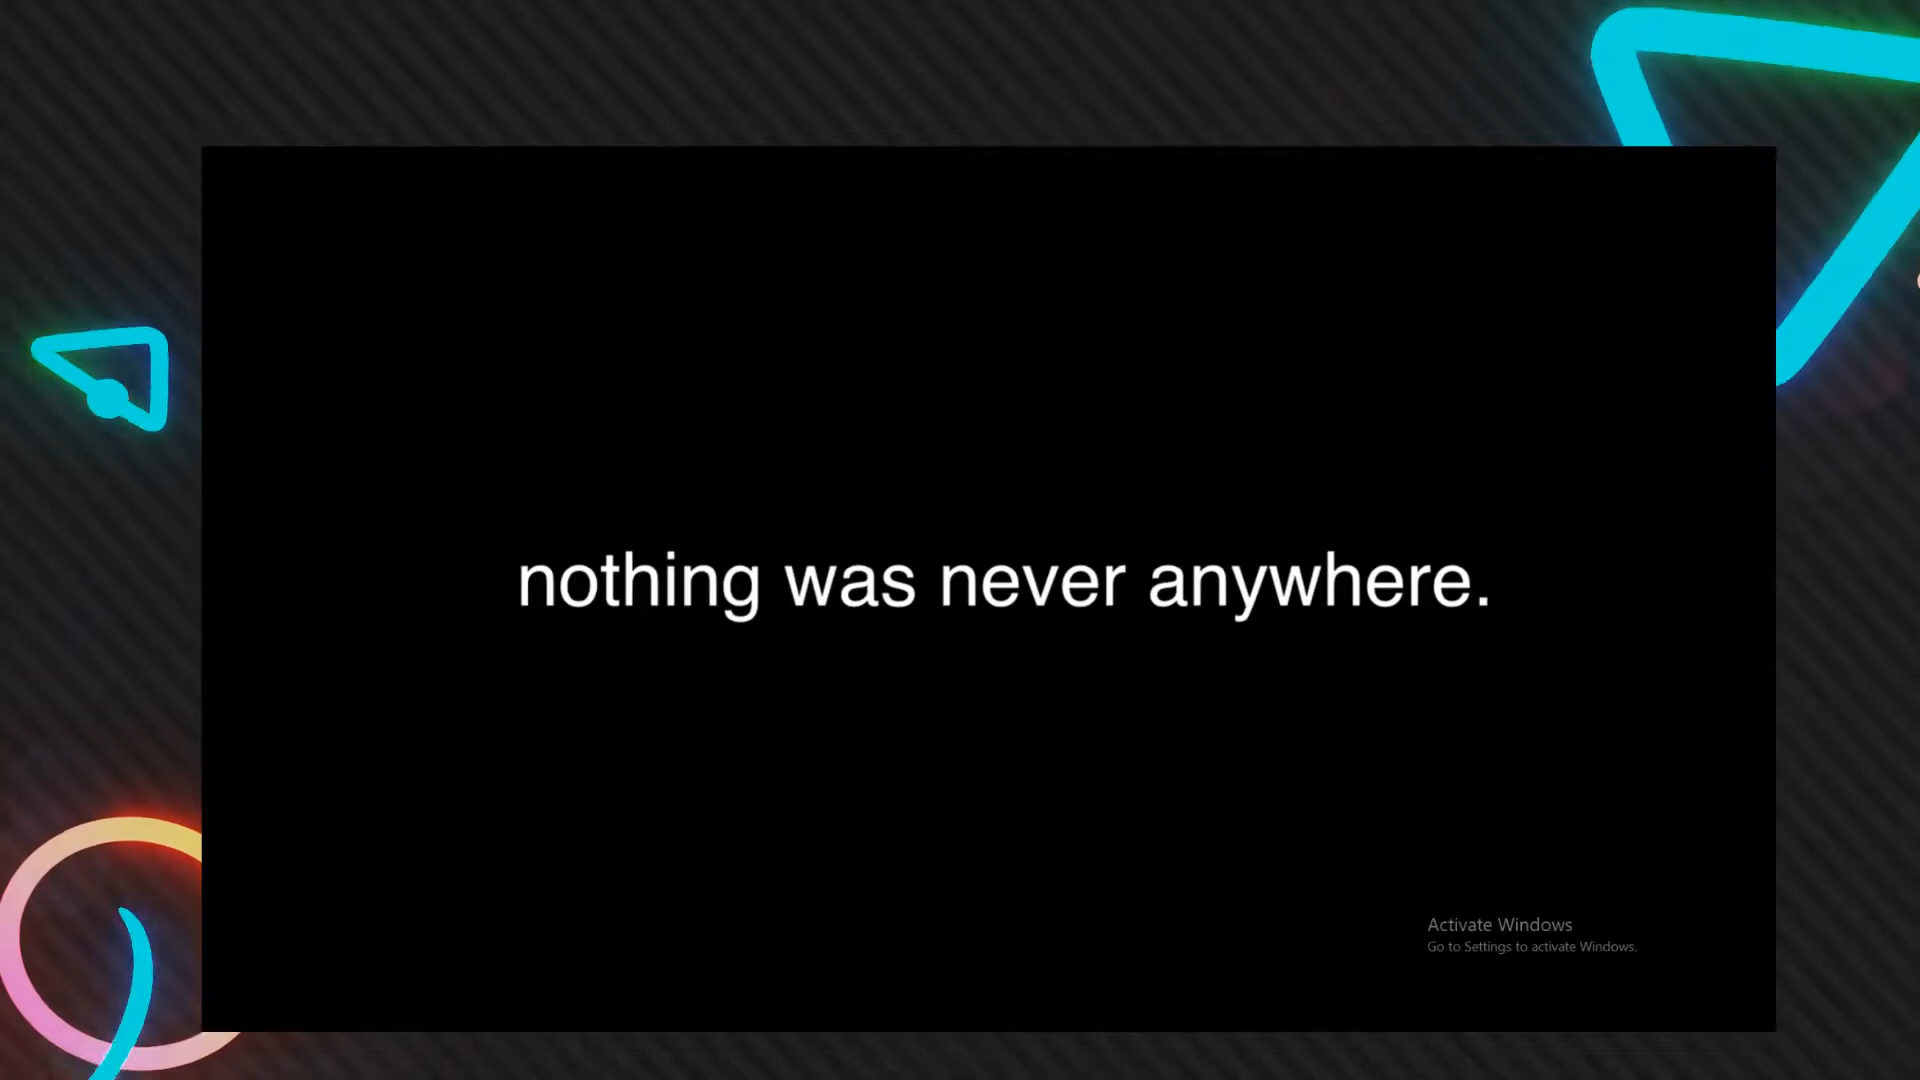 nothing was never anywhere.
Activate Windows
Go to Settings to activate Windows.